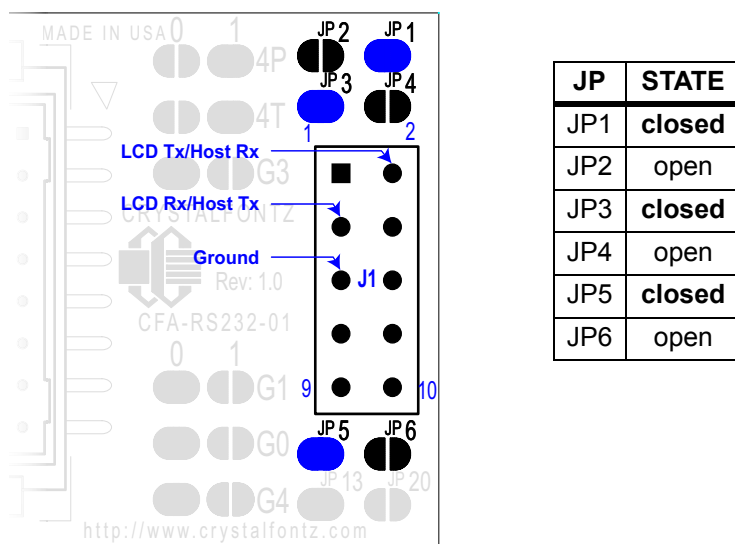 MADE IN USA 0 1 JP2 JP1
4P
JP3 JP4
4T
1 2
LCD Tx/Host Rx
G3
LCD Rx/Host Tx
CRYSTALFONTZ
Ground
J1
Rev: 1.0
CFA-RS232-01
0 1
G1 9 10
JP5 JP6
G0
JP13 JP20
G4
http://www.crystalfontz.com
JP STATE
JP1 closed
JP2 open
JP3 closed
JP4 open
JP5 closed
JP6 open